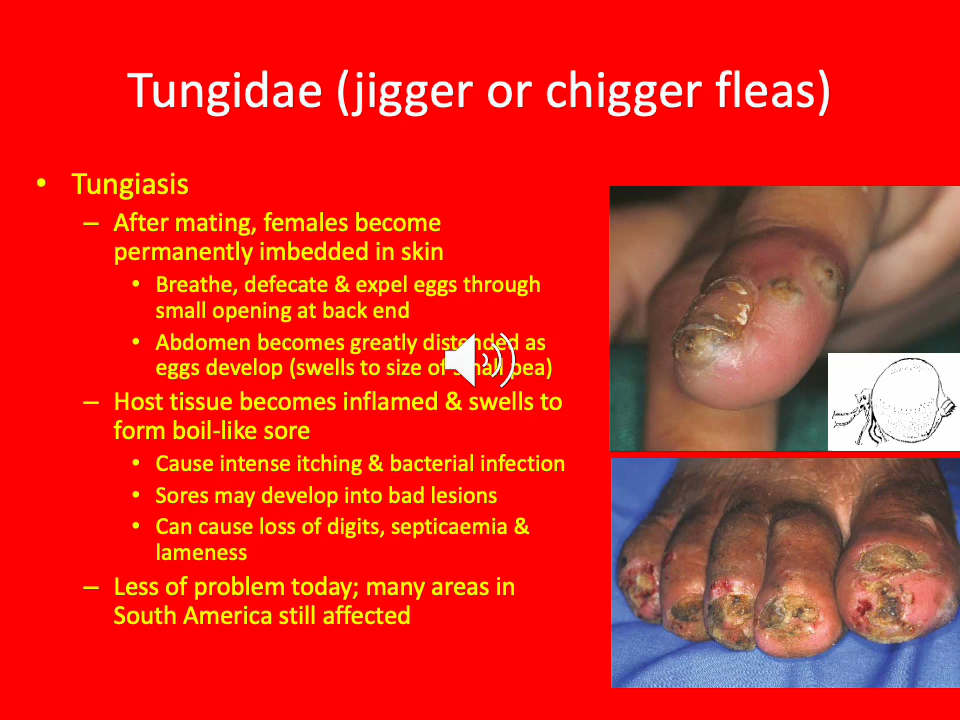 Tungidae (jigger or chigger fleas)
• Tungiasis
– After mating, females become
permanently imbedded in skin
• Breathe, defecate & expel eggs through
small opening at back end
• Abdomen becomes greatly distended as
eggs develop (swells to size of small pea)
– Host tissue becomes inflamed & swells to
form boil-like sore
• Cause intense itching & bacterial infection
• Sores may develop into bad lesions
• Can cause loss of digits, septicaemia &
lameness
– Less of problem today; many areas in
South America still affected